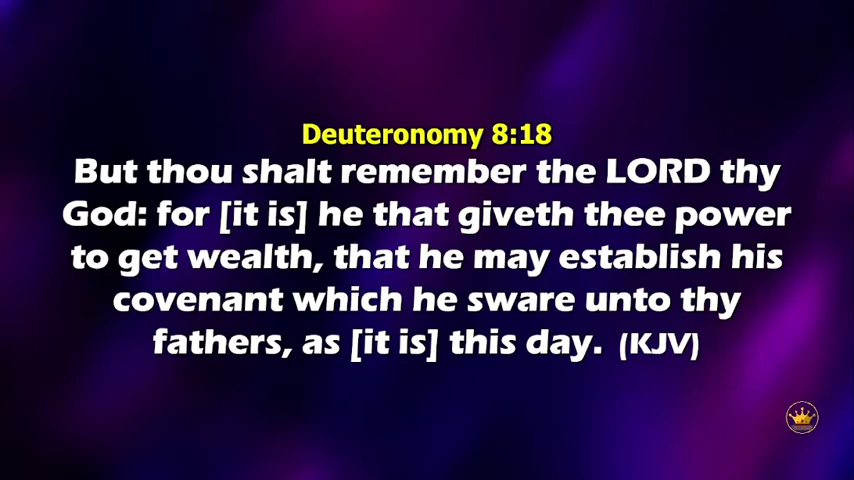 Deuteronomy 8:18
But thou shalt remember the LORD thy
God: for [it is] he that giveth thee power
to get wealth, that he may establish his
covenant which he sware unto thy
fathers, as [it is] this day. (KJV)